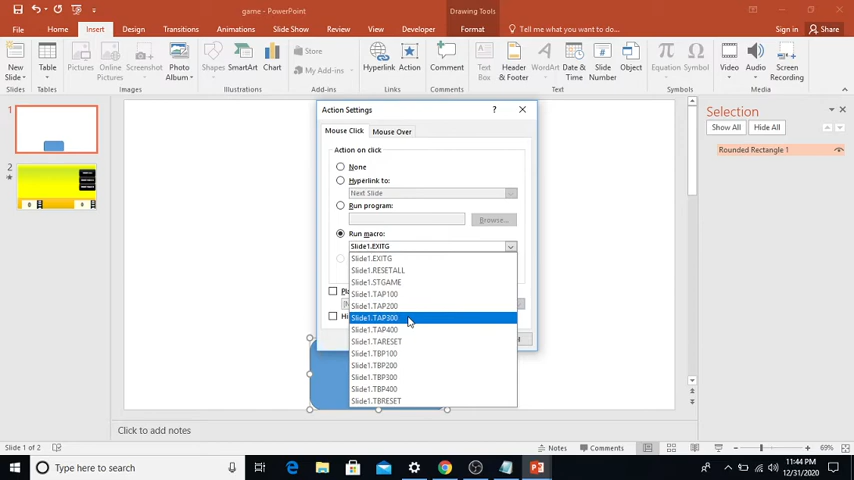 game - PowerPoint
Drawing Tools
File Home Insert Design Transitions Animations Slide Show Review View Developer Format Tell me what you want to do... Sign in Share
New Slide
Table
Pictures
Online Pictures
Screenshot
Photo Album
Shapes
SmartArt
Chart
Store
My Add-ins
Hyperlink
Action
Comment
Text Box
Header & Footer
WordArt
Date & Time
Slide Number
Object
Equation
Symbol
Video
Audio
Screen Recording
Slides Tables Images Illustrations Add-ins Links Comments Text Symbols Media
1
2
Action Settings
?
Mouse Click Mouse Over
Action on click
None
Hyperlink to:
Next Slide
Run program:
Browse...
Run macro:
Slide1.EXITG
Slide1.EXITG
Slide1.RESETALL
Slide1.STGAME
Slide1.TAP100
Slide1.TAP200
Slide1.TAP300
Slide1.TAP400
Slide1.TARESET
Slide1.TBP100
Slide1.TBP200
Slide1.TBP300
Slide1.TBP400
Slide1.TBRESET
Selection
Show All Hide All
Rounded Rectangle 1
Click to add notes
Slide 1 of 2
Notes Comments 69%
Type here to search
11:44 PM
12/31/2020